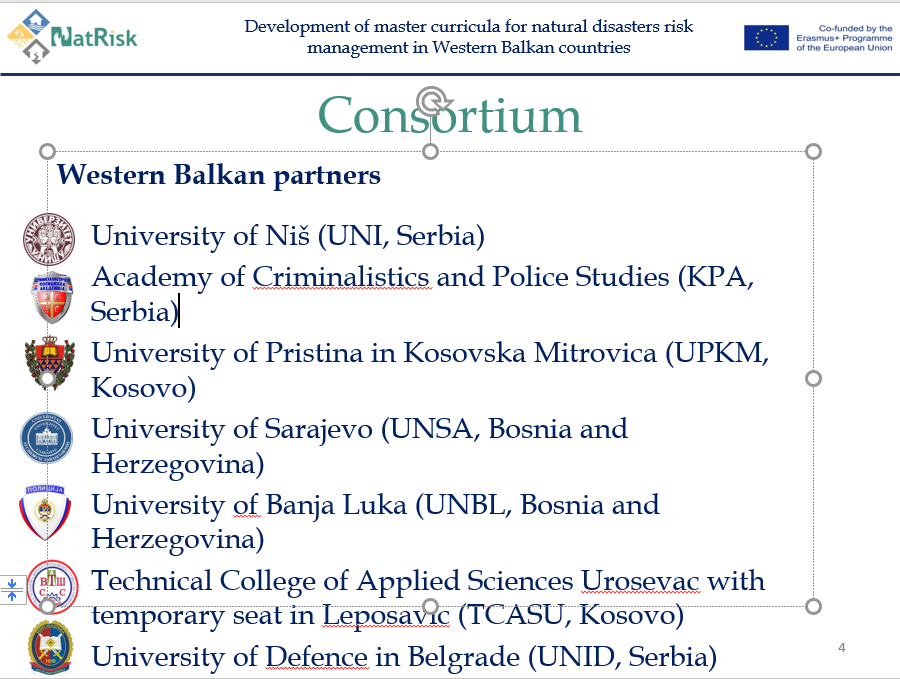 NatRisk
Development of master curricula for natural disasters risk
management in Western Balkan countries
Co-funded by the
Erasmus+ Programme
of the European Union
Consortium
Western Balkan partners
University of Niš (UNI, Serbia)
Academy of Criminalistics and Police Studies (KPA,
Serbia)
University of Pristina in Kosovska Mitrovica (UPKM,
Kosovo)
University of Sarajevo (UNSA, Bosnia and
Herzegovina)
ПОЛИЦИЈА
University of Banja Luka (UNBL, Bosnia and
Herzegovina)
Technical College of Applied Sciences Urosevac with
temporary seat in Leposavic (TCASU, Kosovo)
University of Defence in Belgrade (UNID, Serbia)
4